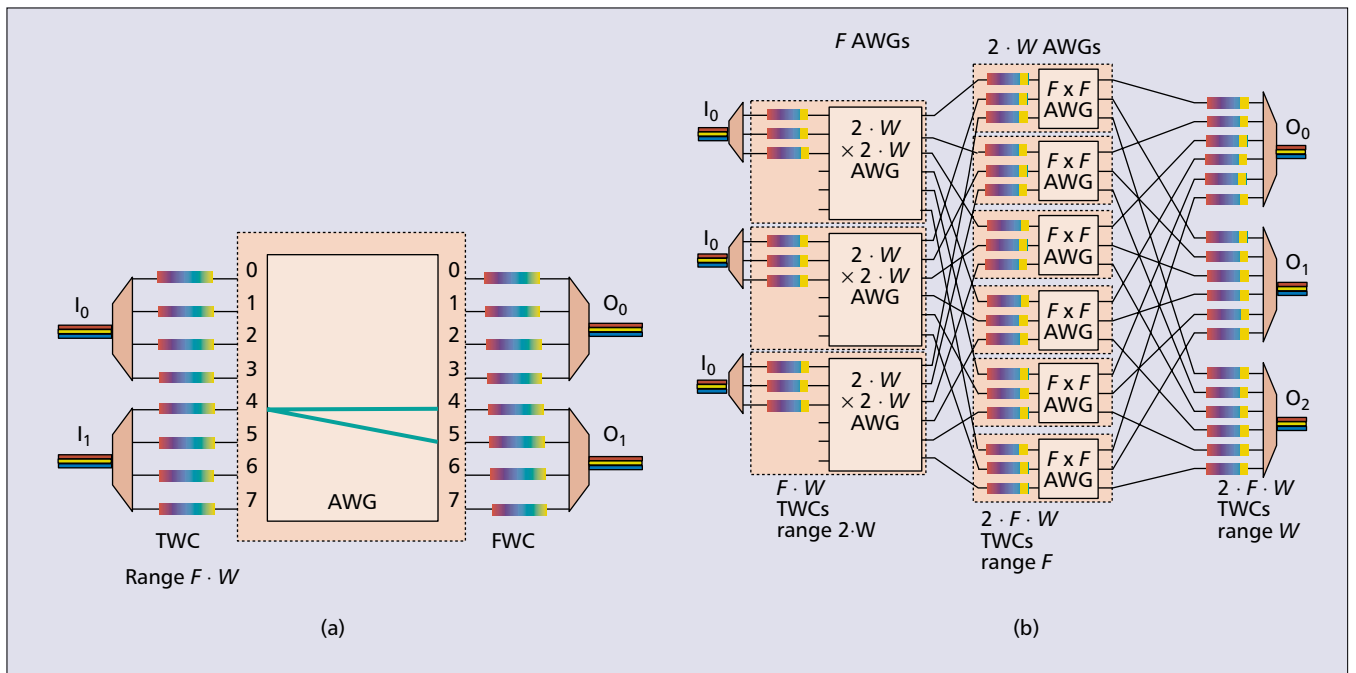 I0
I1
TWC
Range F · W
0
1
2
3
4
5
6
7
AWG
0
1
2
3
4
5
6
7
FWC
O0
O1
(a)
F AWGs
I0
2 · W
× 2 · W
AWG
I0
2 · W
× 2 · W
AWG
I0
2 · W
× 2 · W
AWG
F · W
TWCs
range 2·W
2 · W AWGs
F x F
AWG
F x F
AWG
F x F
AWG
F x F
AWG
F x F
AWG
F x F
AWG
2 · F · W
TWCs
range F
O0
O1
O2
2 · F · W
TWCs
range W
(b)